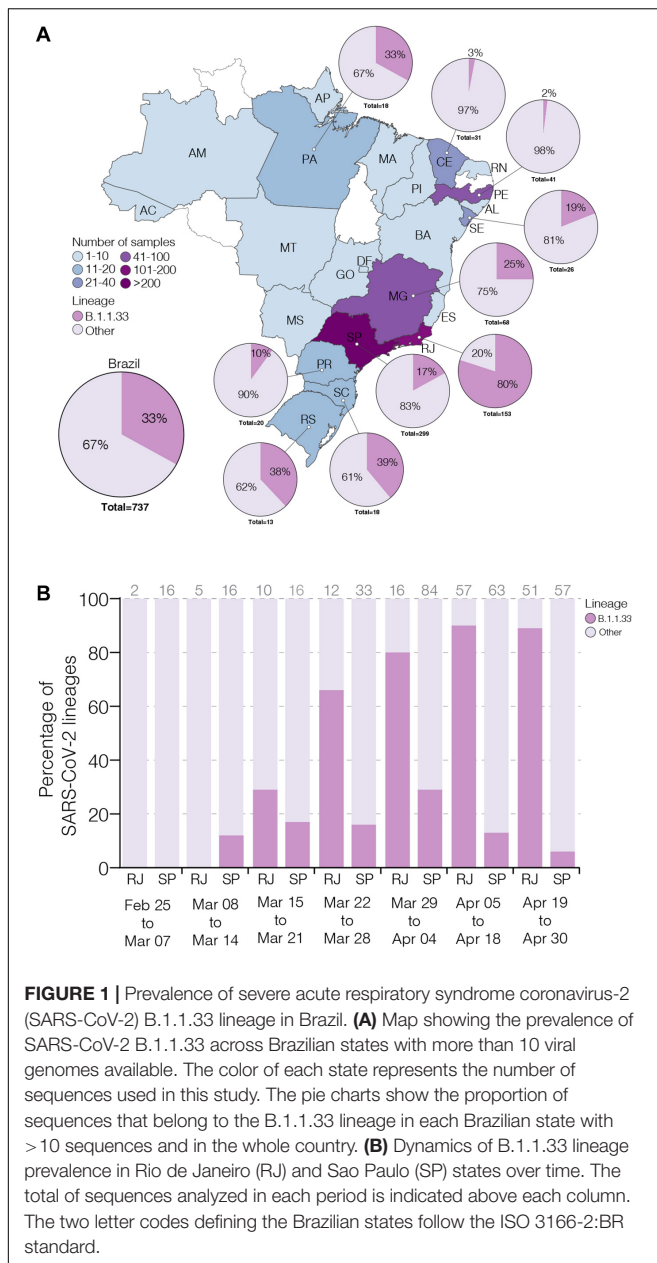 A
33%
67%
Total=18
3%
97%
Total=31
2%
98%
Total=41
19%
81%
Total=26
25%
75%
Total=68
20%
80%
Total=153
17%
83%
Total=299
39%
61%
Total=18
38%
62%
Total=13
10%
90%
Total=20
AP
AM
PA
MA
CE
RN
PI
PE
AL
SE
AC
BA
MT
DF
GO
MG
ES
MS
SP
RJ
PR
SC
RS
Number of samples
1-10 41-100
11-20 101-200
21-40 >200
Lineage
B.1.1.33
Other
Brazil
33%
67%
Total=737
B
2 16 5 16 10 16 12 33 16 84 57 63 51 57
Lineage
B.1.1.33
Other
Percentage of
SARS-CoV-2 lineages
100
80
60
40
20
0
RJ SP RJ SP RJ SP RJ SP RJ SP RJ SP RJ SP
Feb 25 Mar 08 Mar 15 Mar 22 Mar 29 Apr 05 Apr 19
to to to to to to to
Mar 07 Mar 14 Mar 21 Mar 28 Apr 04 Apr 18 Apr 30
FIGURE 1 | Prevalence of severe acute respiratory syndrome coronavirus-2
(SARS-CoV-2) B.1.1.33 lineage in Brazil. (A) Map showing the prevalence of
SARS-CoV-2 B.1.1.33 across Brazilian states with more than 10 viral
genomes available. The color of each state represents the number of
sequences used in this study. The pie charts show the proportion of
sequences that belong to the B.1.1.33 lineage in each Brazilian state with
>10 sequences and in the whole country. (B) Dynamics of B.1.1.33 lineage
prevalence in Rio de Janeiro (RJ) and Sao Paulo (SP) states over time. The
total of sequences analyzed in each period is indicated above each column.
The two letter codes defining the Brazilian states follow the ISO 3166-2:BR
standard.